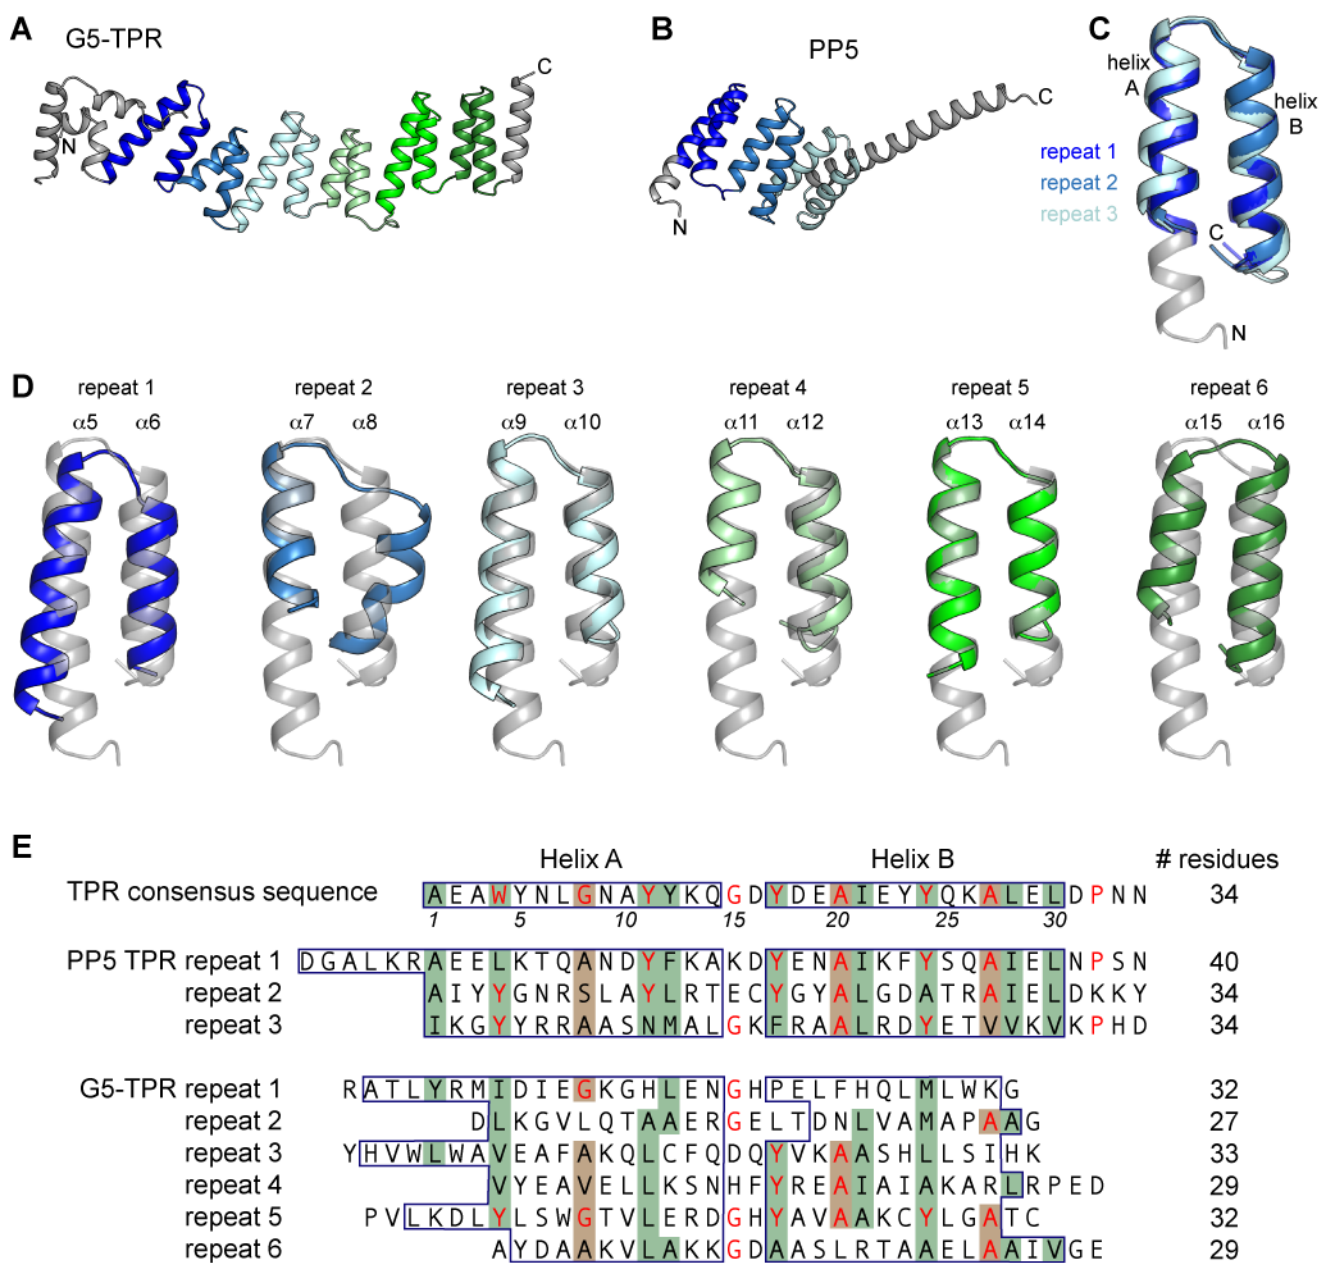 A
G5-TPR
N
C
B
PP5
N
C
C
helix A
helix B
repeat 1
repeat 2
repeat 3
C
N
D
repeat 1 repeat 2 repeat 3 repeat 4 repeat 5 repeat 6
α5 α6 α7 α8 α9 α10 α11 α12 α13 α14 α15 α16
E
Helix A Helix B # residues
TPR consensus sequence AEAWYNLGNAYYKQGDYDEAIEYYQKALELDPNN 34
1 5 10 15 20 25 30
PP5 TPR repeat 1 DGALKRAEELKTQANDYFKAKDYENAIKFYSQAIELNPSN 40
repeat 2 AIYYGNRSLAYLRTECYGYALGDATRAIELDKKY 34
repeat 3 IKGYYRRAASNMALGKFRAALRDYETVVKVKPHD 34
G5-TPR repeat 1 RATLYRMIDIEGKGHLENGHPELFHQLMLWKG 32
repeat 2 DLKGVLQTAAERGELTDNLVAMAPAAG 27
repeat 3 YHVWLWAVEAFAKQLCFQDQYVKAASHLLSIHK 33
repeat 4 VYEAVELLKSNHFYREAIAIAKARLRPED 29
repeat 5 PVLKDLYLSWGTVLERDGHYAVAAKCYLGATC 32
repeat 6 AYDAAKVLAKKGDAASLRTAAELAAIVGE 29